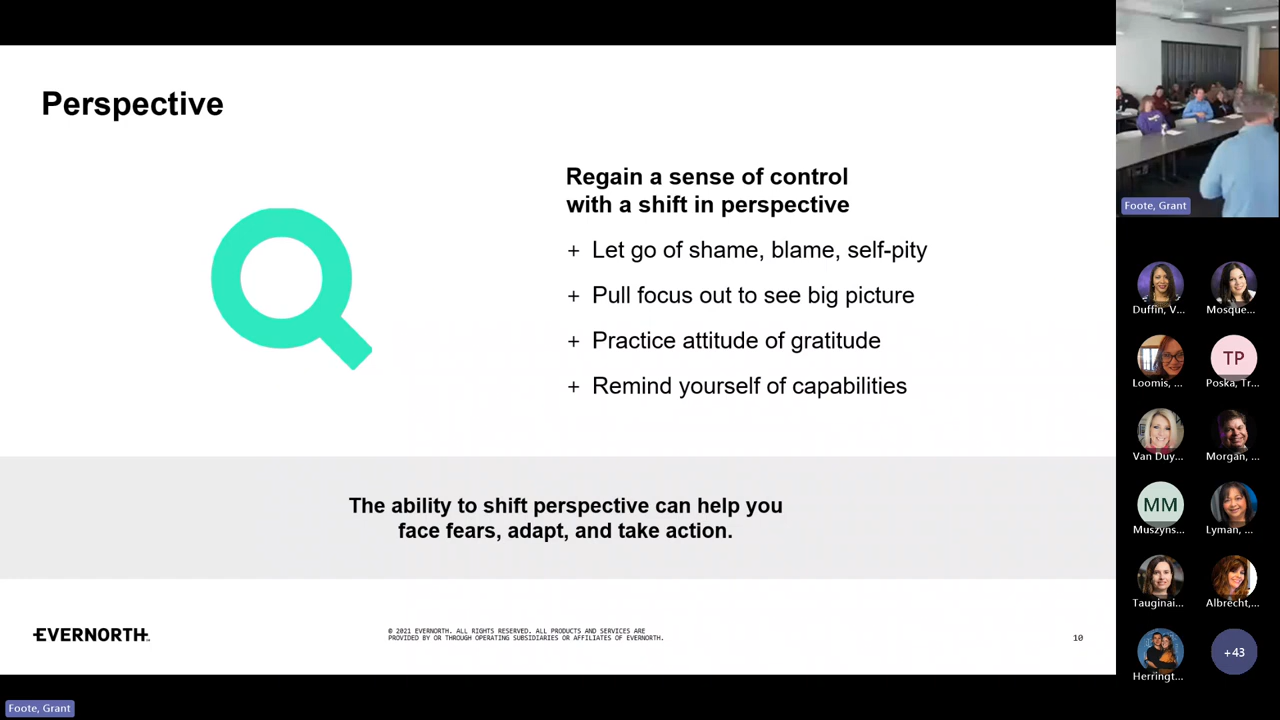 Perspective
Regain a sense of control
with a shift in perspective
+ Let go of shame, blame, self-pity
+ Pull focus out to see big picture
+ Practice attitude of gratitude
+ Remind yourself of capabilities
The ability to shift perspective can help you
face fears, adapt, and take action.
EVERNORTH
© 2021 EVERNORTH. ALL RIGHTS RESERVED. ALL PRODUCTS AND SERVICES ARE
PROVIDED BY OR THROUGH OPERATING SUBSIDIARIES OR AFFILIATES OF EVERNORTH.
10
Foote, Grant
Foote, Grant
Duffin, V...
Mosque...
Loomis, ...
TP
Poska, Tr...
Van Duy...
Morgan, ...
MM
Muszyns...
Lyman, ...
Tauginai...
Albrecht,...
Herringt...
+43